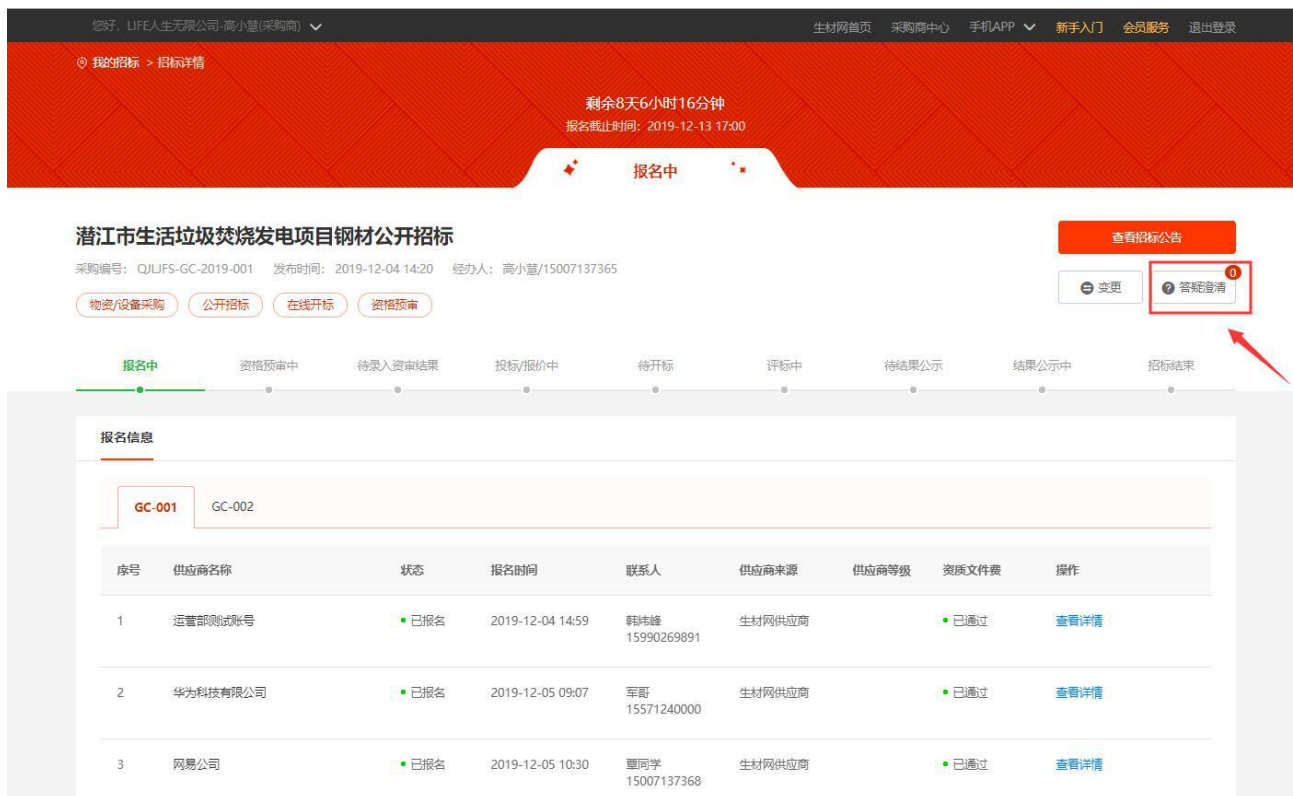 您好，LIFE人生无限公司-高小慧(采购商) 生材网首页 采购商中心 手机APP 新手入门 会员服务 退出登录
我的招标 > 招标详情
剩余8天6小时16分钟
报名截止时间：2019-12-13 17:00
报名中
潜江市生活垃圾焚烧发电项目钢材公开招标
查看招标公告
采购编号：QJLJFS-GC-2019-001 发布时间：2019-12-04 14:20 经办人：高小慧/15007137365
物资/设备采购 公开招标 在线开标 资格预审
变更 答疑澄清 0
报名中 资格预审中 待录入资审结果 投标/报价中 待开标 评标中 待结果公示 结果公示中 招标结束
报名信息
GC-001 GC-002
序号 供应商名称 状态 报名时间 联系人 供应商来源 供应商等级 资质文件费 操作
1 运营部测试账号 已报名 2019-12-04 14:59 韩炜峰 生材网供应商 已通过 查看详情
15990269891
2 华为科技有限公司 已报名 2019-12-05 09:07 军哥 生材网供应商 已通过 查看详情
15571240000
3 网易公司 已报名 2019-12-05 10:30 覃同学 生材网供应商 已通过 查看详情
15007137368